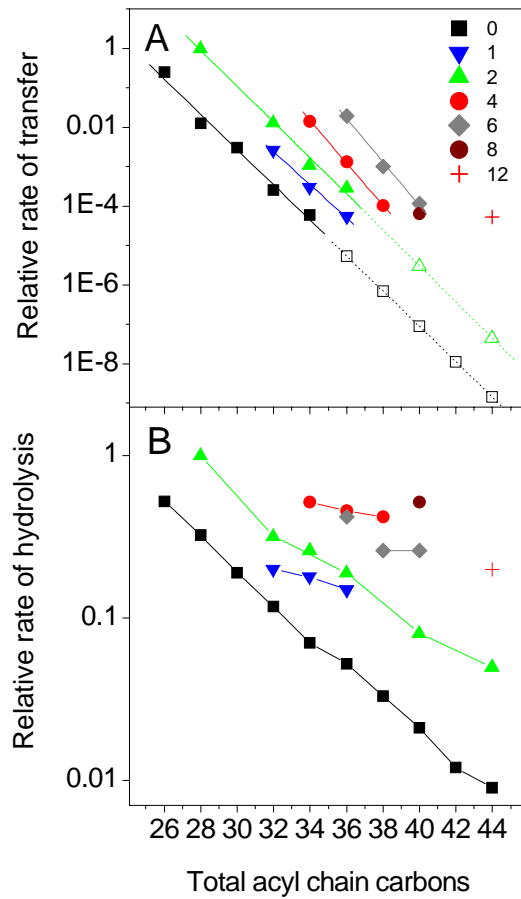 A
0
1
2
4
6
8
12
1
0.01
1E-4
1E-6
1E-8
Relative rate of transfer
B
1
0.1
0.01
Relative rate of hydrolysis
26 28 30 32 34 36 38 40 42 44
Total acyl chain carbons